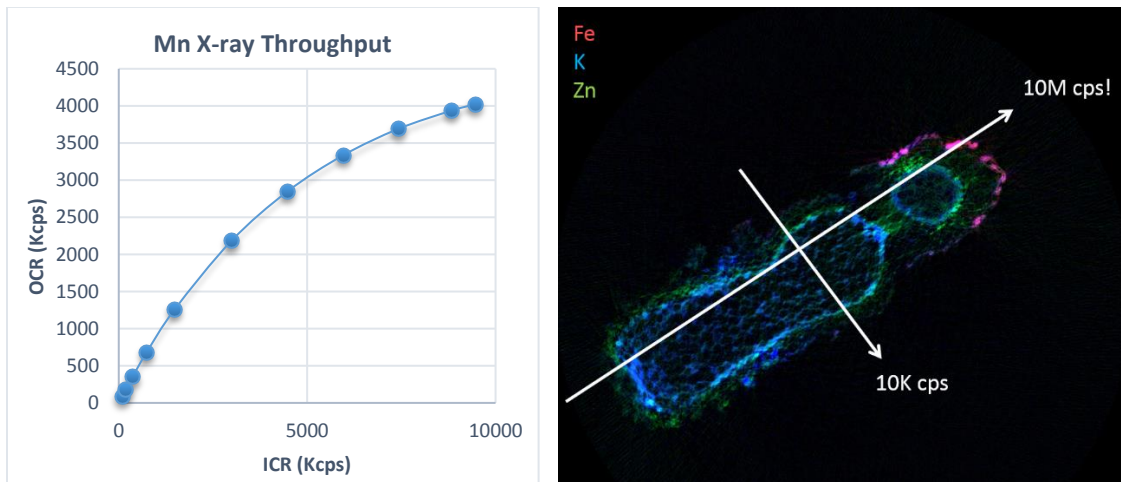 Mn X-ray Throughput
4500
4000
3500
3000
2500
2000
1500
1000
500
0
0
5000
10000
OCR (Kcps)
ICR (Kcps)
Fe
K
Zn
10M cps!
10K cps